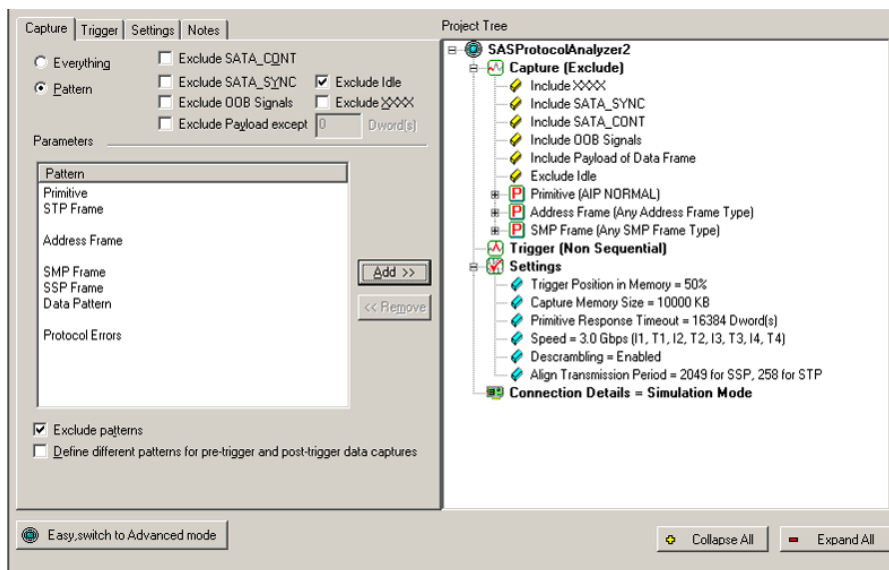 Capture Trigger Settings Notes
Everything
Pattern
Exclude SATA_CONT
Exclude SATA_SYNC
Exclude Idle
Exclude OOB Signals
Exclude XXXX
Exclude Payload except 0 Dword(s)
Parameters
Pattern
Primitive
STP Frame
Address Frame
SMP Frame
SSP Frame
Data Pattern
Protocol Errors
Add >>
<< Remove
Exclude patterns
Define different patterns for pre-trigger and post-trigger data captures
Easy,switch to Advanced mode
Project Tree
SASProtocolAnalyzer2
Capture (Exclude)
Include XXXX
Include SATA_SYNC
Include SATA_CONT
Include OOB Signals
Include Payload of Data Frame
Exclude Idle
P Primitive (AIP NORMAL)
P Address Frame (Any Address Frame Type)
P SMP Frame (Any SMP Frame Type)
Trigger (Non Sequential)
Settings
Trigger Position in Memory = 50%
Capture Memory Size = 10000 KB
Primitive Response Timeout = 16384 Dword(s)
Speed = 3.0 Gbps (I1, T1, I2, T2, I3, T3, I4, T4)
Descrambling = Enabled
Align Transmission Period = 2049 for SSP, 258 for STP
Connection Details = Simulation Mode
Collapse All
Expand All